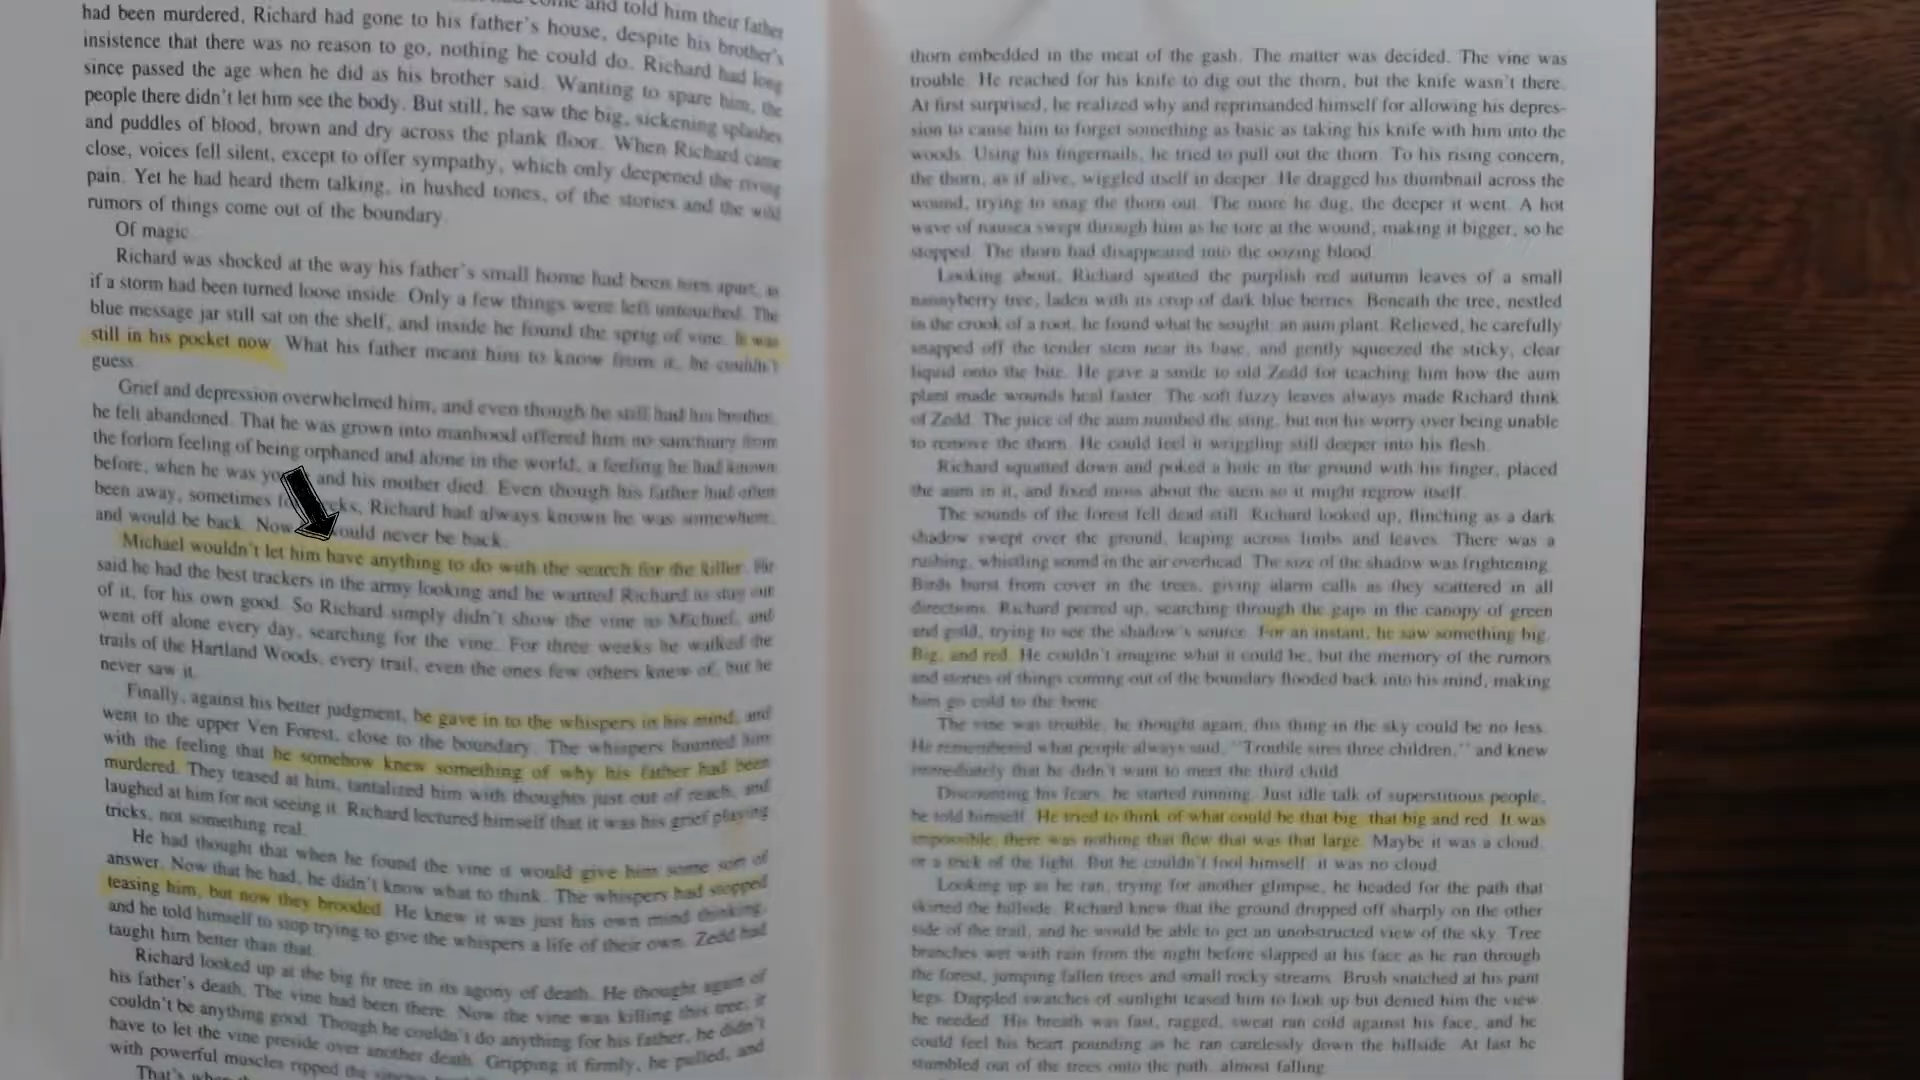 come and told him their father
had been murdered, Richard had gone to his father's house, despite his brother's
insistence that there was no reason to go, nothing he could do. Richard had long
since passed the age when he did as his brother said. Wanting to spare him, the
people there didn't let him see the body. But still, he saw the big, sickening splashes
and puddles of blood, brown and dry across the plank floor. When Richard came
close, voices fell silent, except to offer sympathy, which only deepened the riving
pain. Yet he had heard them talking, in hushed tones, of the stories and the wild
rumors of things come out of the boundary.
Of magic.
Richard was shocked at the way his father's small home had been torn apart, as
if a storm had been turned loose inside. Only a few things were left untouched. The
blue message jar still sat on the shelf, and inside he found the sprig of vine. It was
still in his pocket now. What his father meant him to know from it, he couldn't
guess.
Grief and depression overwhelmed him, and even though he still had his brother,
he felt abandoned. That he was grown into manhood offered him no sanctuary from
the forlorn feeling of being orphaned and alone in the world, a feeling he had known
before, when he was and his mother died. Even though his father had often
been away, sometimes Richard had always known he was somewhere,
and would be back. Now would never be back.
Michael wouldn't let him have anything to do with the search for the killer. He
said he had the best trackers in the army looking and he wanted Richard to stay out
of it, for his own good. So Richard simply didn't show the vine to Michael, and
went off alone every day, searching for the vine. For three weeks he walked the
trails of the Hartland Woods, every trail, even the ones few others knew of, but he
never saw it.
Finally, against his better judgment, he gave in to the whispers in his mind, and
went to the upper Ven Forest, close to the boundary. The whispers haunted him
with the feeling that he somehow knew something of why his father had been
murdered. They teased at him, tantalized him with thoughts just out of reach, and
laughed at him for not seeing it. Richard lectured himself that it was his grief playing
tricks, not something real.
He had thought that when he found the vine it would give him some sort of
answer. Now that he had, he didn't know what to think. The whispers had stopped
teasing him, but now they brooded. He knew it was just his own mind thinking,
and he told himself to stop trying to give the whispers a life of their own. Zedd had
taught him better than that.
Richard looked up at the big fir tree in its agony of death. He thought again of
his father's death. The vine had been there. Now the vine was killing this tree; it
couldn't be anything good. Though he couldn't do anything for his father, he didn't
have to let the vine preside over another death. Gripping it firmly, he pulled, and
with powerful muscles ripped the
That's
thorn embedded in the meat of the gash. The matter was decided. The vine was
trouble. He reached for his knife to dig out the thorn, but the knife wasn't there.
At first surprised, he realized why and reprimanded himself for allowing his depres-
sion to cause him to forget something as basic as taking his knife with him into the
woods. Using his fingernails, he tried to pull out the thorn. To his rising concern,
the thorn, as if alive, wiggled itself in deeper. He dragged his thumbnail across the
wound, trying to snag the thorn out. The more he dug, the deeper it went. A hot
wave of nausea swept through him as he tore at the wound, making it bigger, so he
stopped. The thorn had disappeared into the oozing blood.
Looking about, Richard spotted the purplish red autumn leaves of a small
nannyberry tree, laden with its crop of dark blue berries. Beneath the tree, nestled
in the crook of a root, he found what he sought: an aum plant. Relieved, he carefully
snapped off the tender stem near its base, and gently squeezed the sticky, clear
liquid onto the bite. He gave a smile to old Zedd for teaching him how the aum
plant made wounds heal faster. The soft fuzzy leaves always made Richard think
of Zedd. The juice of the aum numbed the sting, but not his worry over being unable
to remove the thorn. He could feel it wriggling still deeper into his flesh.
Richard squatted down and poked a hole in the ground with his finger, placed
the aum in it, and fixed moss about the stem so it might regrow itself.
The sounds of the forest fell dead still. Richard looked up, flinching as a dark
shadow swept over the ground, leaping across limbs and leaves. There was a
rushing, whistling sound in the air overhead. The size of the shadow was frightening.
Birds burst from cover in the trees, giving alarm calls as they scattered in all
directions. Richard peered up, searching through the gaps in the canopy of green
and gold, trying to see the shadow's source. For an instant, he saw something big.
Big, and red. He couldn't imagine what it could be, but the memory of the rumors
and stories of things coming out of the boundary flooded back into his mind, making
him go cold to the bone.
The vine was trouble, he thought again, this thing in the sky could be no less.
He remembered what people always said, "Trouble sires three children," and knew
immediately that he didn't want to meet the third child.
Discounting his fears, he started running. Just idle talk of superstitious people,
he told himself. He tried to think of what could be that big, that big and red. It was
impossible; there was nothing that flew that was that large. Maybe it was a cloud,
or a trick of the light. But he couldn't fool himself: it was no cloud.
Looking up as he ran, trying for another glimpse, he headed for the path that
skirted the hillside. Richard knew that the ground dropped off sharply on the other
side of the trail, and he would be able to get an unobstructed view of the sky. Tree
branches wet with rain from the night before slapped at his face as he ran through
the forest, jumping fallen trees and small rocky streams. Brush snatched at his pant
legs. Dappled swatches of sunlight teased him to look up but denied him the view
he needed. His breath was fast, ragged, sweat ran cold against his face, and he
could feel his heart pounding as he ran carelessly down the hillside. At last he
stumbled out of the trees onto the path, almost falling.